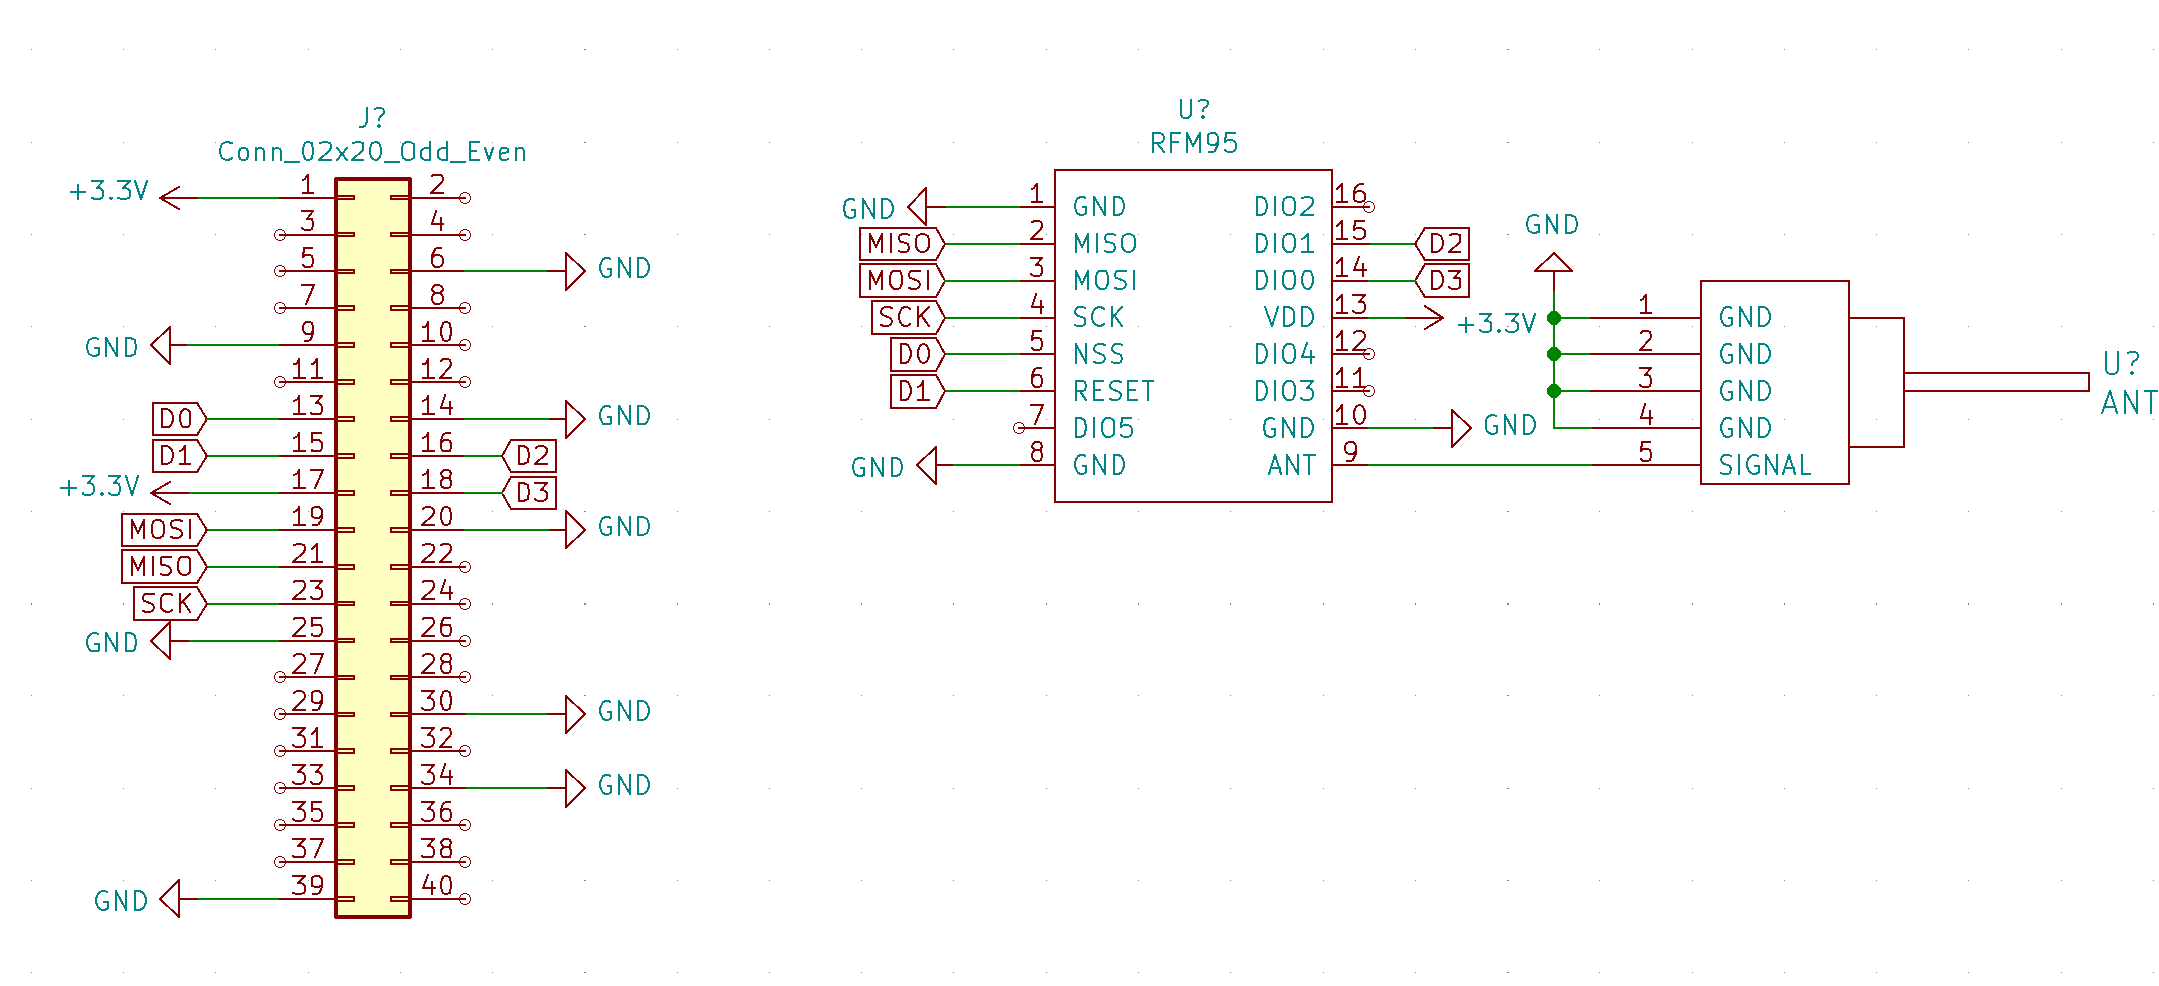 J?
Conn_02x20_Odd_Even
+3.3V 1 2
3 4
5 6 GND
7 8
GND 9 10
11 12
D0 13 14 GND
D1 15 16 D2
+3.3V 17 18 D3
MOSI 19 20 GND
MISO 21 22
SCK 23 24
GND 25 26
27 28
29 30 GND
31 32
33 34 GND
35 36
37 38
GND 39 40
U?
RFM95
GND 1 GND DIO2 16
MISO 2 MISO DIO1 15 D2
MOSI 3 MOSI DIO0 14 D3
SCK 4 SCK VDD 13 +3.3V
D0 5 NSS DIO4 12
D1 6 RESET DIO3 11
7 DIO5 GND 10 GND
GND 8 GND ANT 9
GND
1 GND
2 GND
3 GND
4 GND
5 SIGNAL
U?
ANT